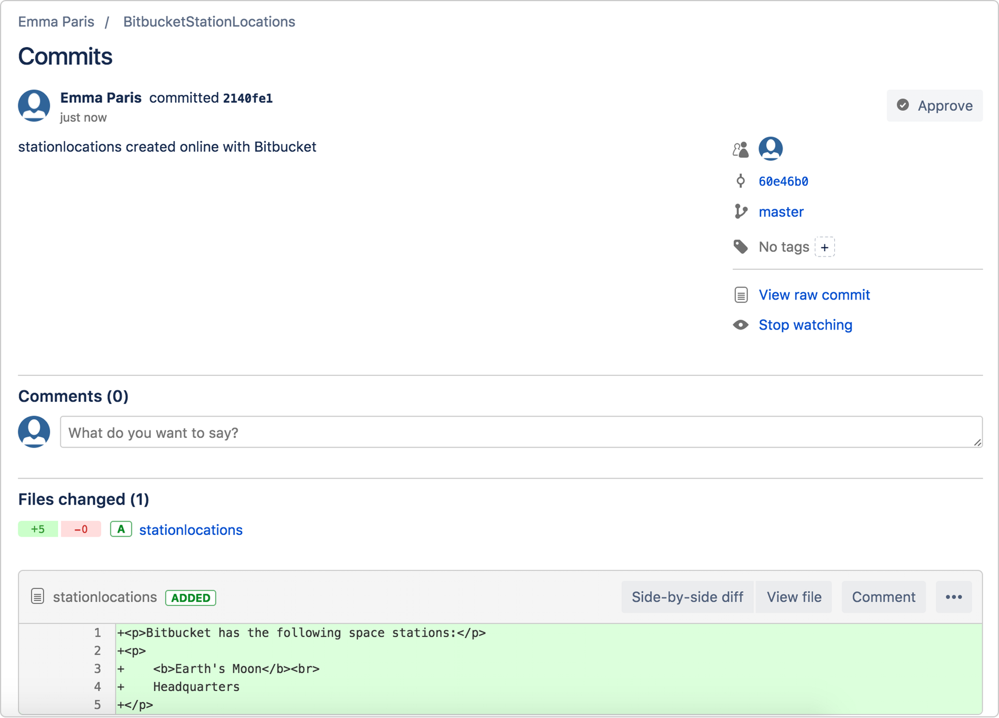 Emma Paris / BitbucketStationLocations
Commits
Emma Paris committed 2140fe1
just now
Approve
stationlocations created online with Bitbucket
60e46b0
master
No tags +
View raw commit
Stop watching
Comments (0)
What do you want to say?
Files changed (1)
+5 −0 A stationlocations
stationlocations ADDED Side-by-side diff View file Comment •••
1 +<p>Bitbucket has the following space stations:</p>
2 +<p>
3 +    <b>Earth's Moon</b><br>
4 +    Headquarters
5 +</p>